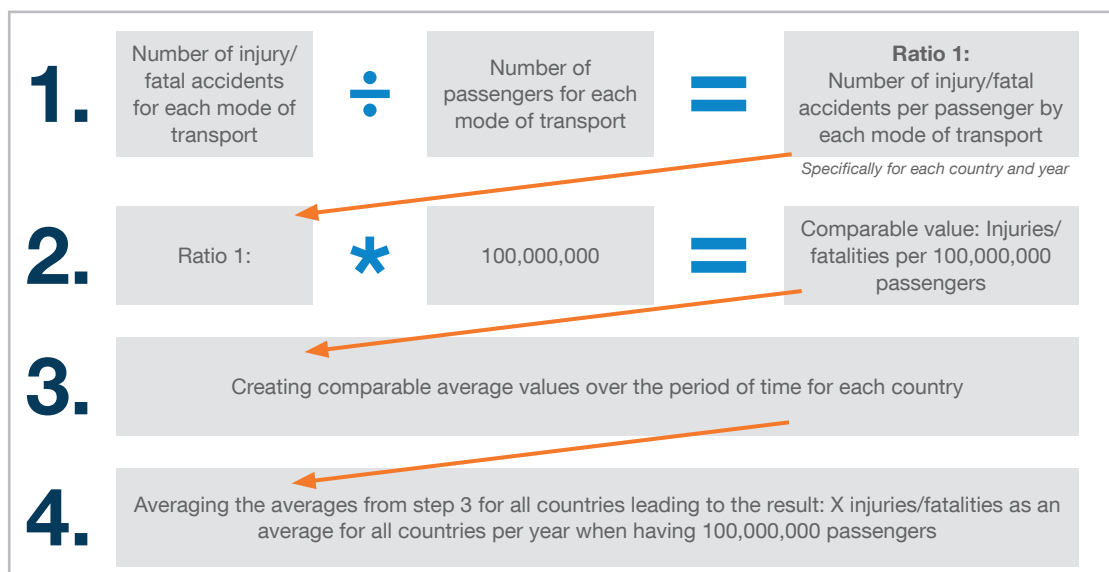 1.
Number of injury/
fatal accidents
for each mode of
transport
÷
Number of
passengers for each
mode of transport
=
Ratio 1:
Number of injury/fatal
accidents per passenger by
each mode of transport
Specifically for each country and year
2.
Ratio 1:
*
100,000,000
=
Comparable value: Injuries/
fatalities per 100,000,000
passengers
3.
Creating comparable average values over the period of time for each country
4.
Averaging the averages from step 3 for all countries leading to the result: X injuries/fatalities as an
average for all countries per year when having 100,000,000 passengers